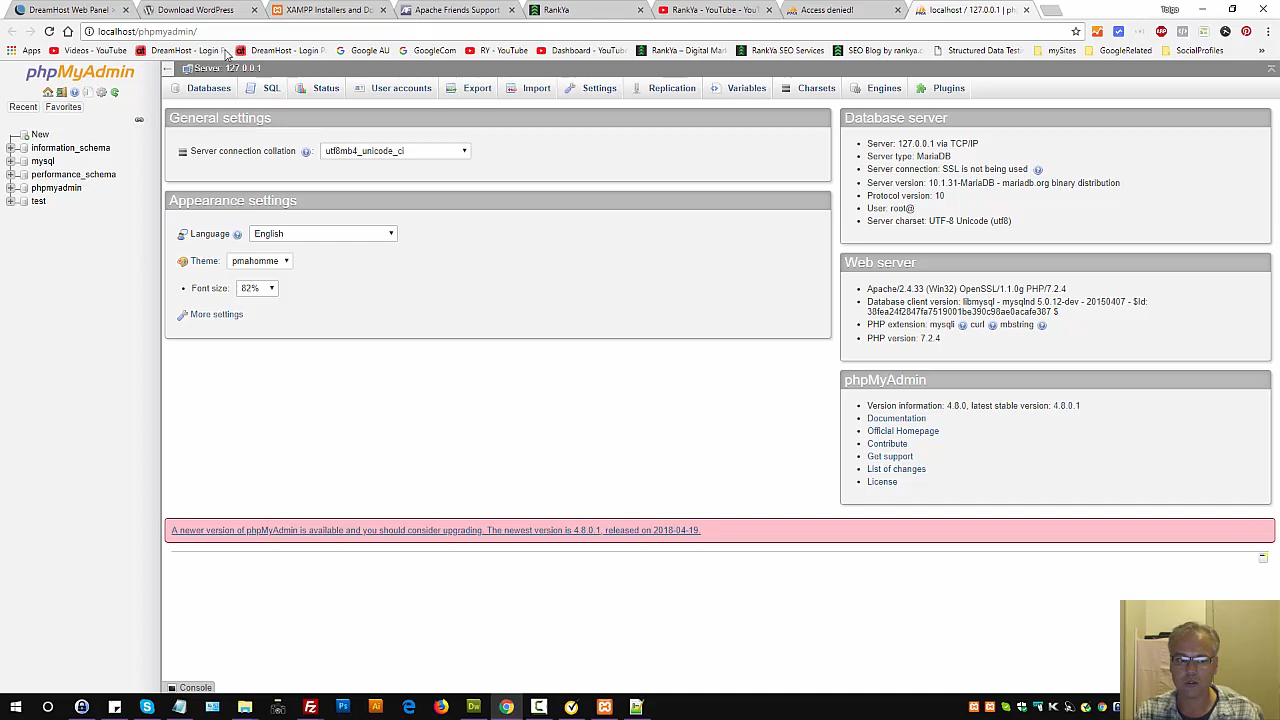 DreamHost Web Panel
Download WordPress
XAMPP Installers and Do
Apache Friends Support
RankYa
RankYa - YouTube - YouT
Access denied!
localhost / 127.0.0.1 | ph
Tolga
localhost/phpmyadmin/
Apps
Videos - YouTube
DreamHost - Login P
DreamHost - Login P
Google AU
GoogleCom
RY - YouTube
Dashboard - YouTube
RankYa – Digital Mark
RankYa SEO Services
SEO Blog by rankya.c
Structured Data Test
mySites
GoogleRelated
SocialProfiles
phpMyAdmin
Server: 127.0.0.1
Databases
SQL
Status
User accounts
Export
Import
Settings
Replication
Variables
Charsets
Engines
Plugins
Recent
Favorites
New
information_schema
mysql
performance_schema
phpmyadmin
test
General settings
Server connection collation
:
utf8mb4_unicode_ci
Appearance settings
Language
English
Theme:
pmahomme
Font size:
82%
More settings
Database server
Server: 127.0.0.1 via TCP/IP
Server type: MariaDB
Server connection: SSL is not being used
Server version: 10.1.31-MariaDB - mariadb.org binary distribution
Protocol version: 10
User: root@
Server charset: UTF-8 Unicode (utf8)
Web server
Apache/2.4.33 (Win32) OpenSSL/1.1.0g PHP/7.2.4
Database client version: libmysql - mysqlnd 5.0.12-dev - 20150407 - $Id:
38fea24f2847fa7519001be390c98ae0acafe387 $
PHP extension: mysqli curl mbstring
PHP version: 7.2.4
phpMyAdmin
Version information: 4.8.0, latest stable version: 4.8.0.1
Documentation
Official Homepage
Contribute
Get support
List of changes
License
A newer version of phpMyAdmin is available and you should consider upgrading. The newest version is 4.8.0.1, released on 2018-04-19.
Console